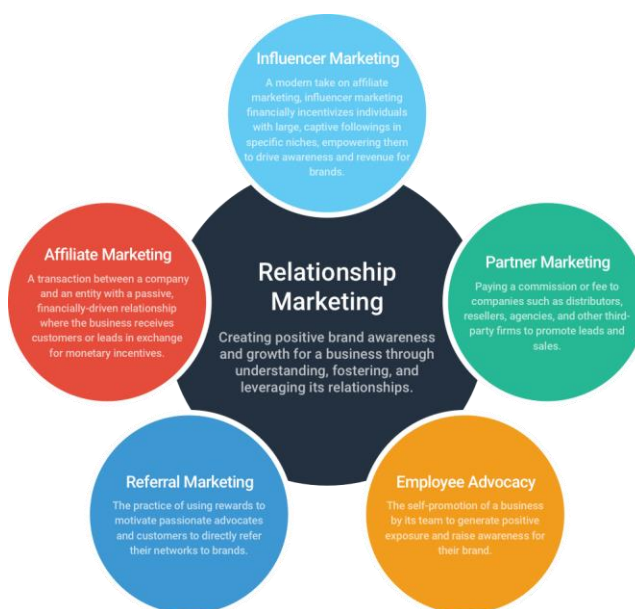 Influencer Marketing
A modern take on affiliate
marketing, influencer marketing
financially incentivizes individuals
with large, captive followings in
specific niches, empowering them
to drive awareness and revenue for
brands.
Affiliate Marketing
A transaction between a company
and an entity with a passive,
financially-driven relationship
where the business receives
customers or leads in exchange
for monetary incentives.
Relationship
Marketing
Creating positive brand awareness
and growth for a business through
understanding, fostering, and
leveraging its relationships.
Partner Marketing
Paying a commission or fee to
companies such as distributors,
resellers, agencies, and other third-
party firms to promote leads and
sales.
Referral Marketing
The practice of using rewards to
motivate passionate advocates
and customers to directly refer
their networks to brands.
Employee Advocacy
The self-promotion of a business
by its team to generate positive
exposure and raise awareness for
their brand.